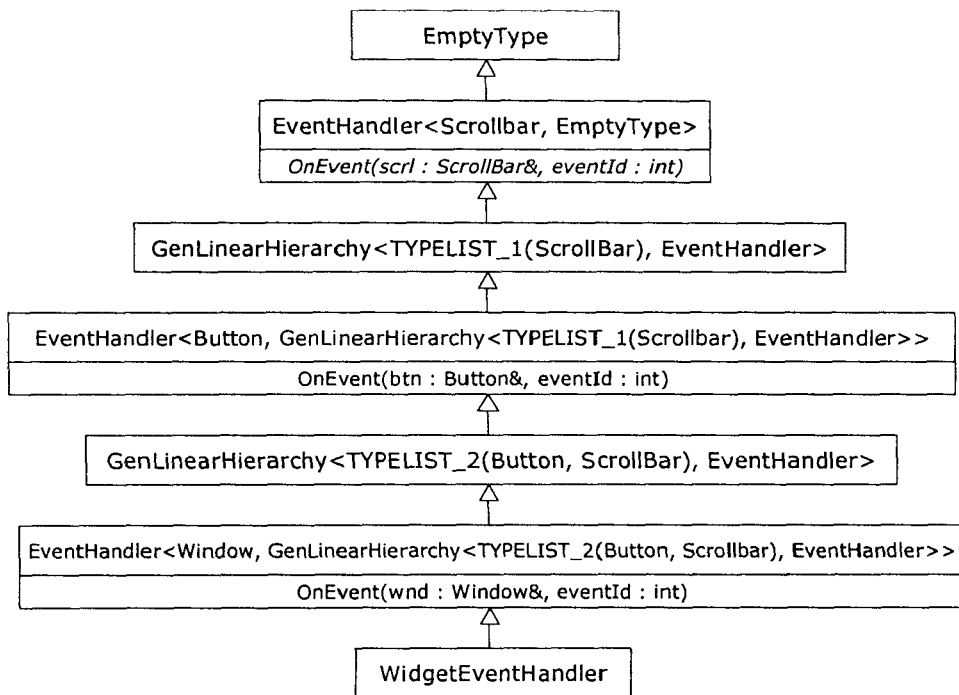 EmptyType
EventHandler<Scrollbar, EmptyType>
OnEvent(scrl : ScrollBar&, eventId : int)
GenLinearHierarchy<TYPELIST_1(ScrollBar), EventHandler>
EventHandler<Button, GenLinearHierarchy<TYPELIST_1(Scrollbar), EventHandler>>
OnEvent(btn : Button&, eventId : int)
GenLinearHierarchy<TYPELIST_2(Button, ScrollBar), EventHandler>
EventHandler<Window, GenLinearHierarchy<TYPELIST_2(Button, Scrollbar), EventHandler>>
OnEvent(wnd : Window&, eventId : int)
WidgetEventHandler